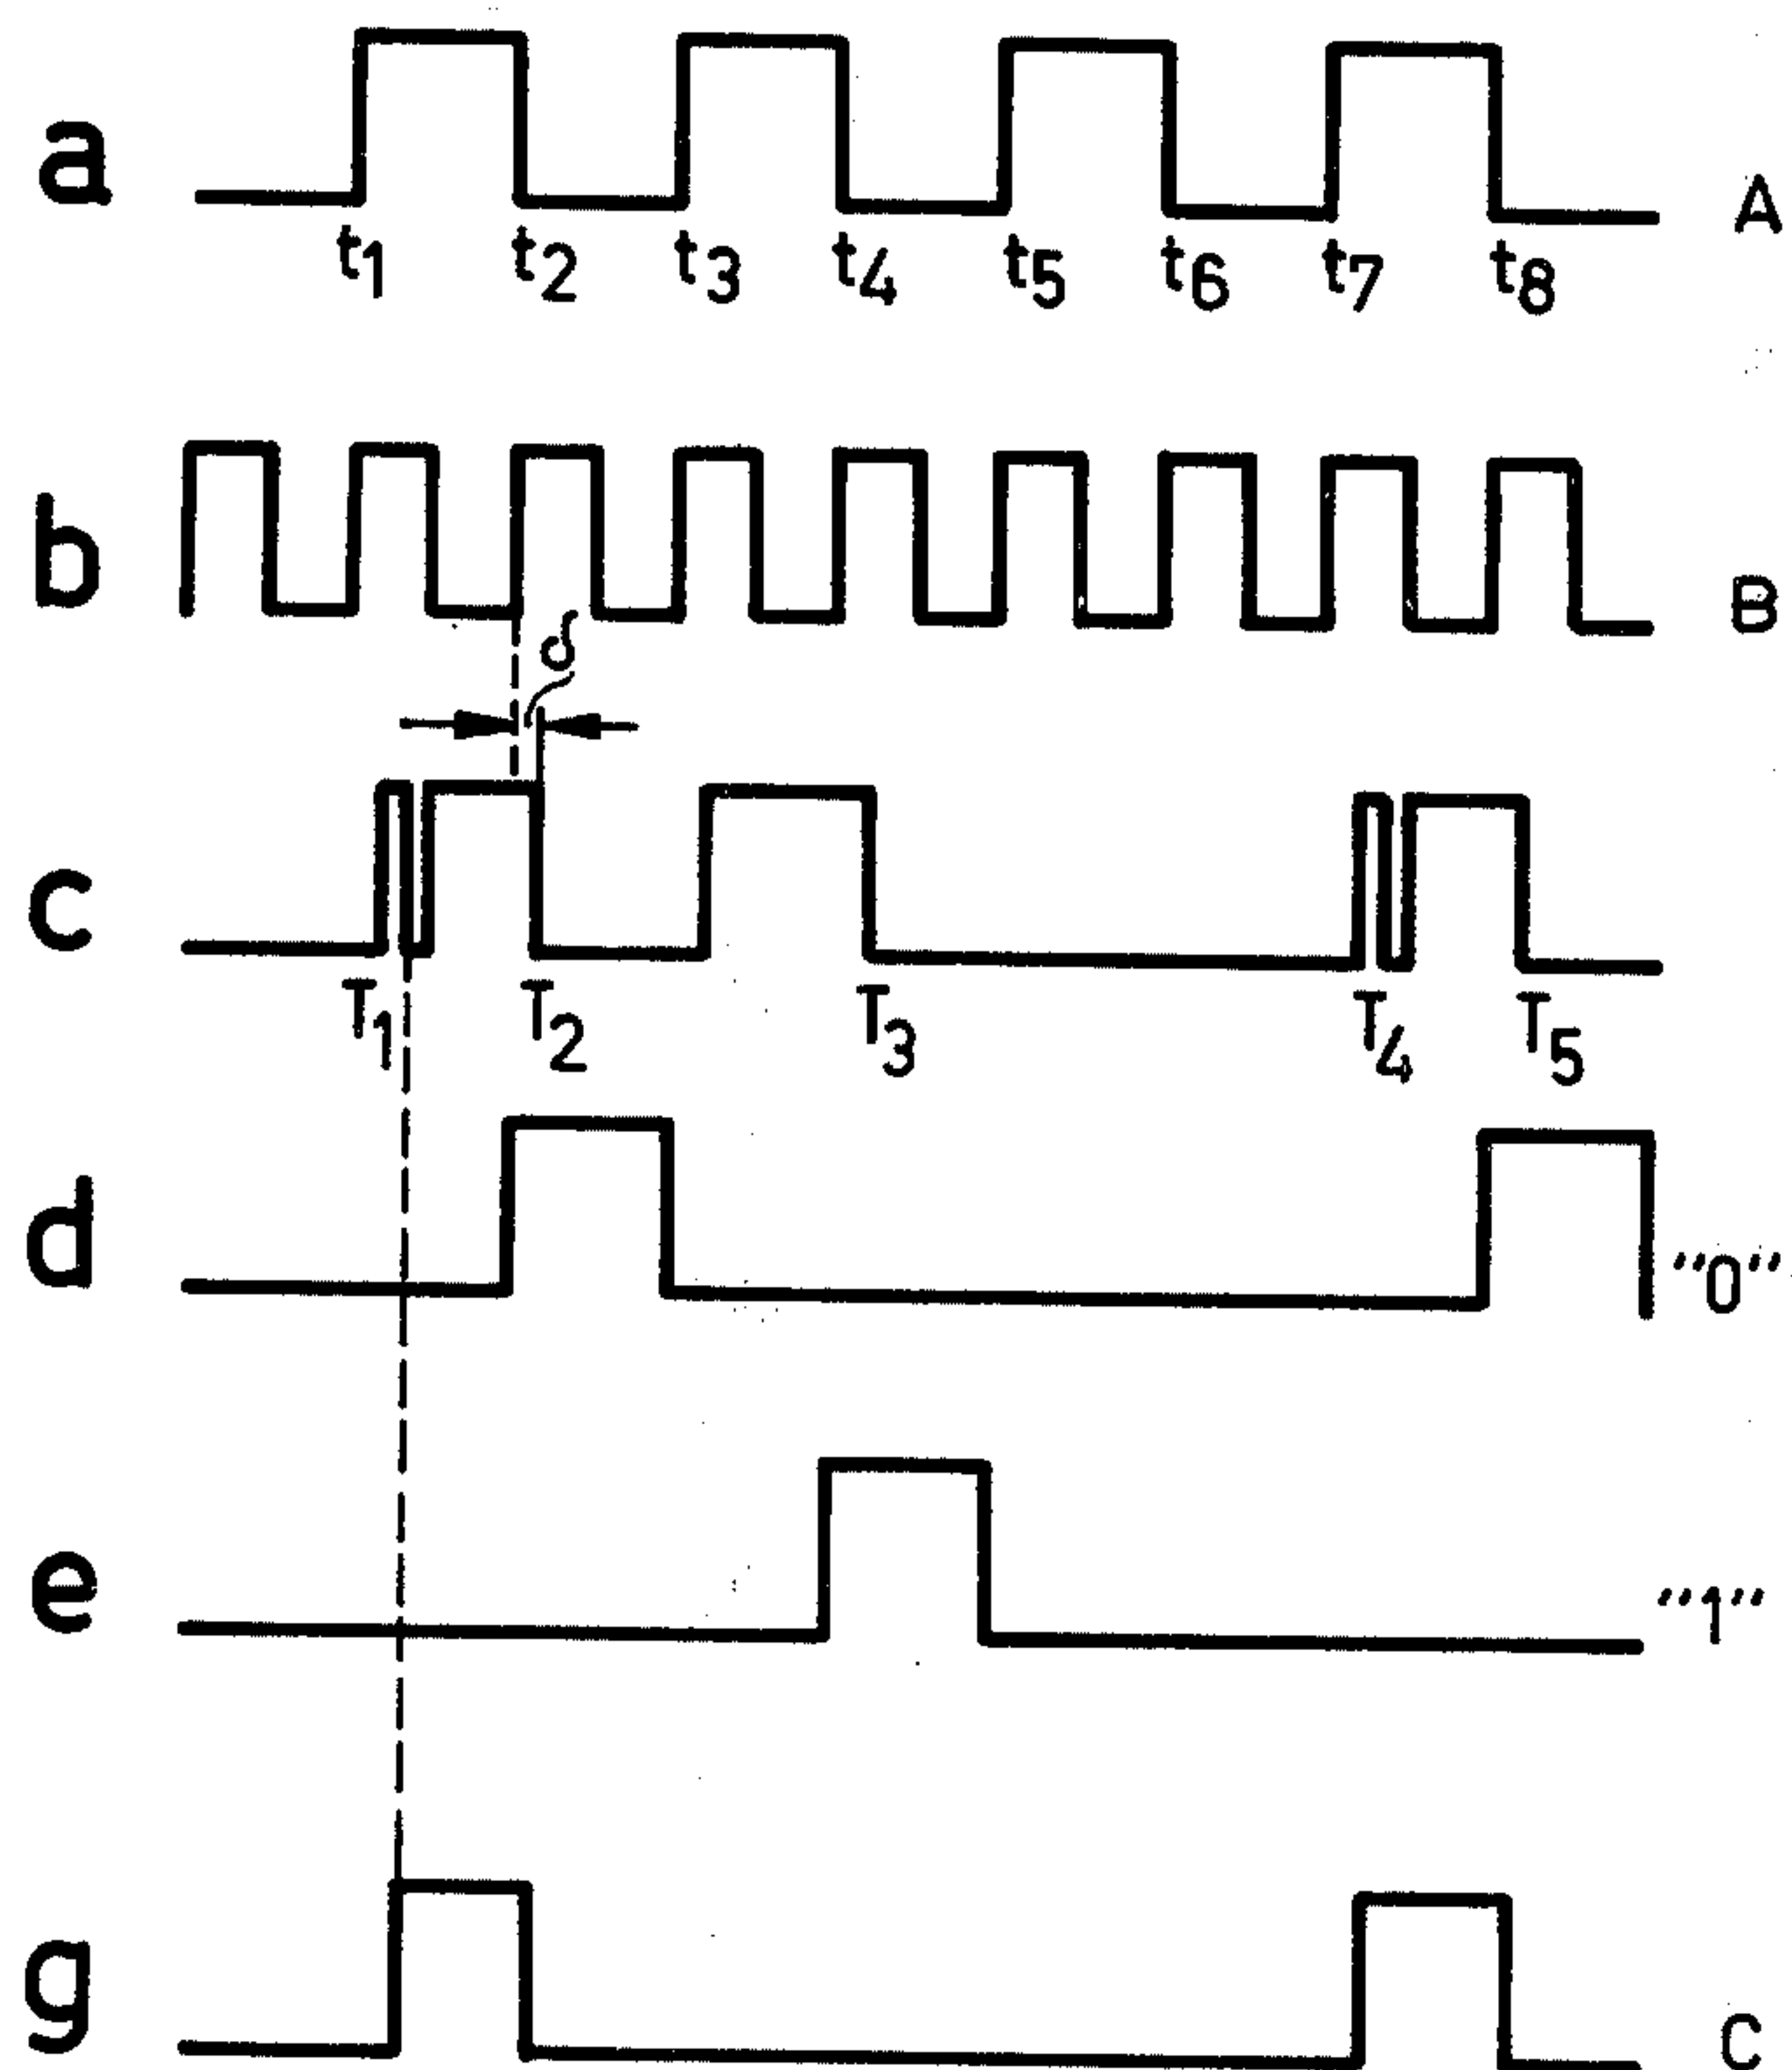 a
A
t1 t2 t3 t4 t5 t6 t7 t8
b
B
δ
c
T1 T2 T3 T4 T5
d
"0"
e
"1"
g
C